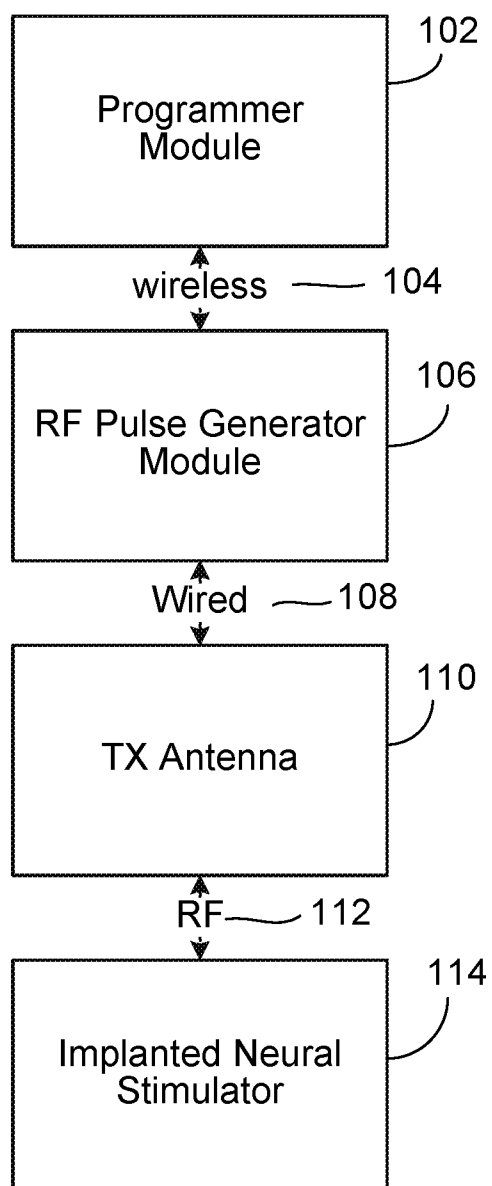 102
Programmer
Module
wireless 104
106
RF Pulse Generator
Module
Wired 108
110
TX Antenna
RF 112
114
Implanted Neural
Stimulator